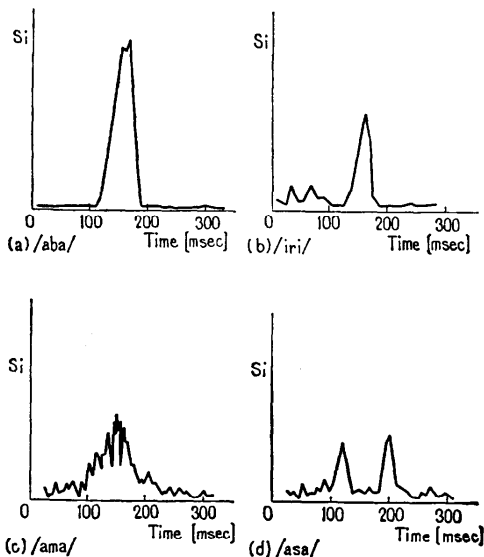 Si
0 100 200 300
(a)/aba/ Time [msec]
Si
0 100 200
(b)/iri/ Time [msec]
Si
0 100 200 300
(c)/ama/ Time [msec]
Si
0 100 200 300
(d)/asa/ Time [msec]